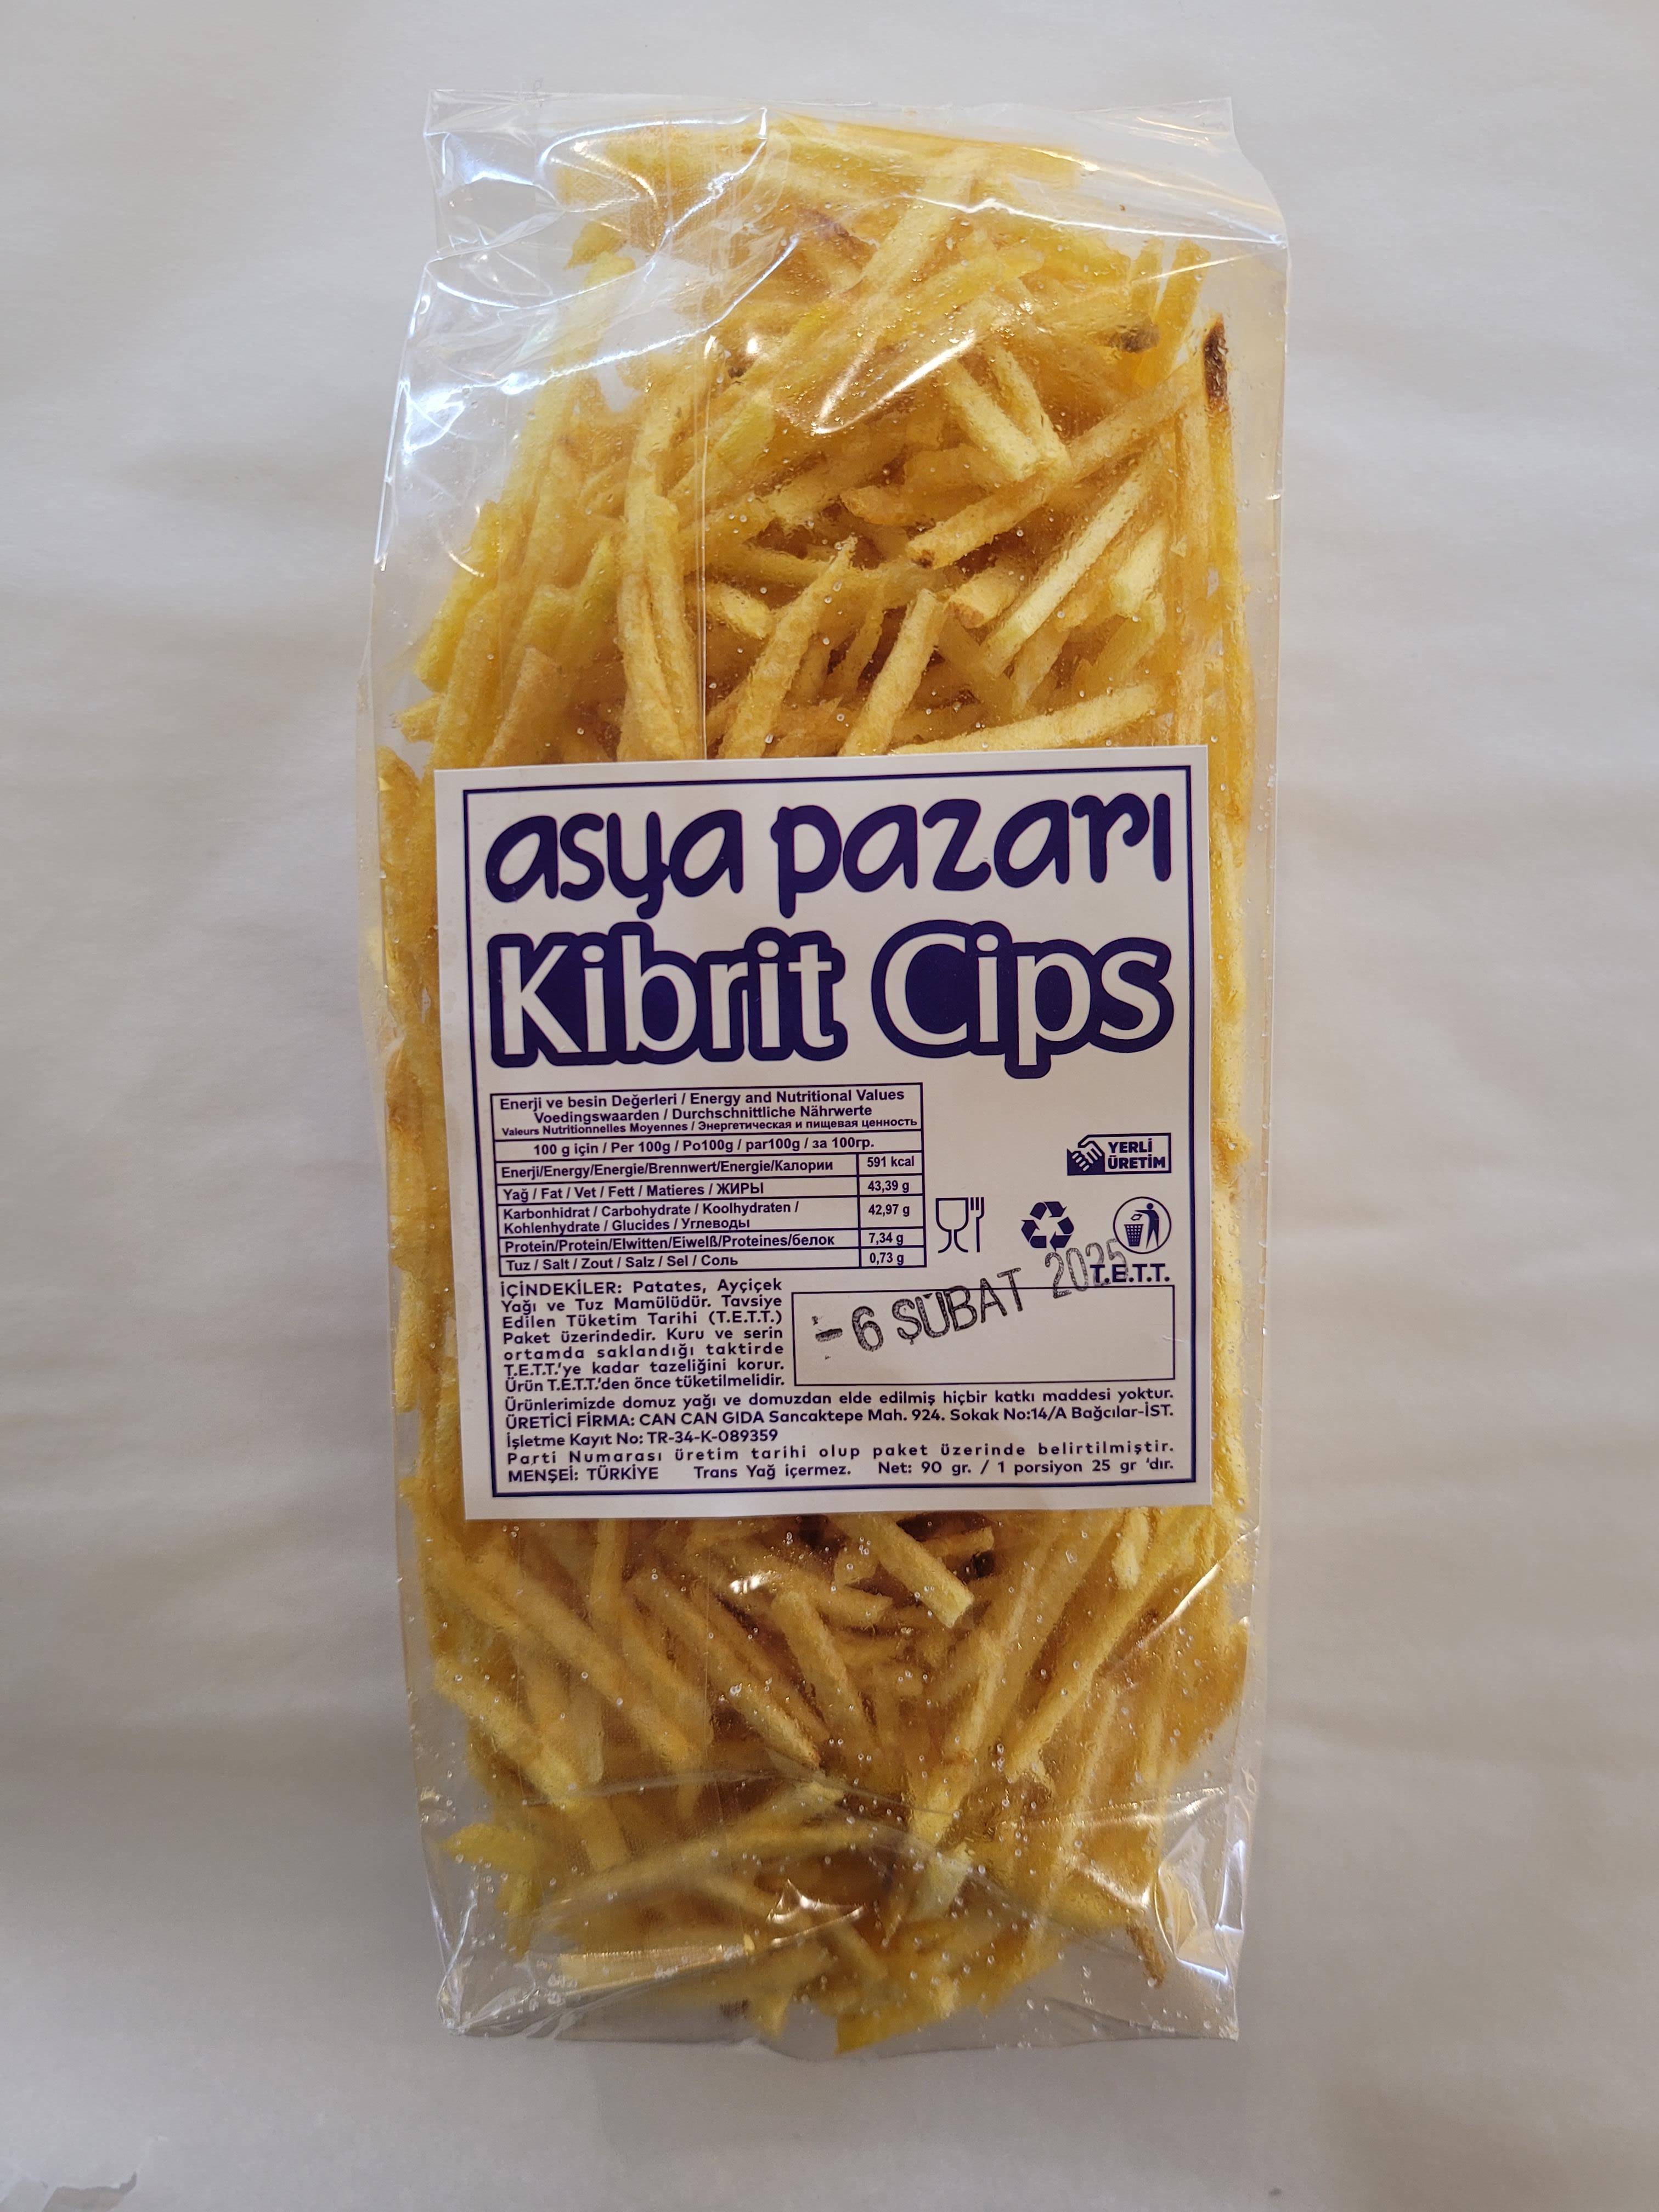 asya pazarı
Kibrit Cips
Enerji ve besin Değerleri / Energy and Nutritional Values
Voedingswaarden / Durchschnittliche Nährwerte
Valeurs Nutritionnelles Moyennes / Энергетическая и пищевая ценность
100 g için / Per 100g / Po100g / par100g / за 100гр.
Enerji/Energy/Energie/Brennwert/Energie/Калории 591 kcal
Yağ / Fat / Vet / Fett / Matieres / ЖИРЫ 43,39 g
Karbonhidrat / Carbohydrate / Koolhydraten /
Kohlenhydrate / Glucides / Углеводы 42,97 g
Protein/Protein/Elwitten/Eiwelß/Proteines/белок 7,34 g
Tuz / Salt / Zout / Salz / Sel / Соль 0,73 g
YERLİ
ÜRETİM
T.E.T.T.
- 6 ŞUBAT 2025
İÇİNDEKİLER: Patates, Ayçiçek
Yağı ve Tuz Mamülüdür. Tavsiye
Edilen Tüketim Tarihi (T.E.T.T.)
Paket üzerindedir. Kuru ve serin
ortamda saklandığı taktirde
T.E.T.T.'ye kadar tazeliğini korur.
Ürün T.E.T.T.'den önce tüketilmelidir.
Ürünlerimizde domuz yağı ve domuzdan elde edilmiş hiçbir katkı maddesi yoktur.
ÜRETİCİ FİRMA: CAN CAN GIDA Sancaktepe Mah. 924. Sokak No:14/A Bağcılar-İST.
İşletme Kayıt No: TR-34-K-089359
Parti Numarası üretim tarihi olup paket üzerinde belirtilmiştir.
MENŞEİ: TÜRKİYE Trans Yağ içermez. Net: 90 gr. / 1 porsiyon 25 gr 'dır.